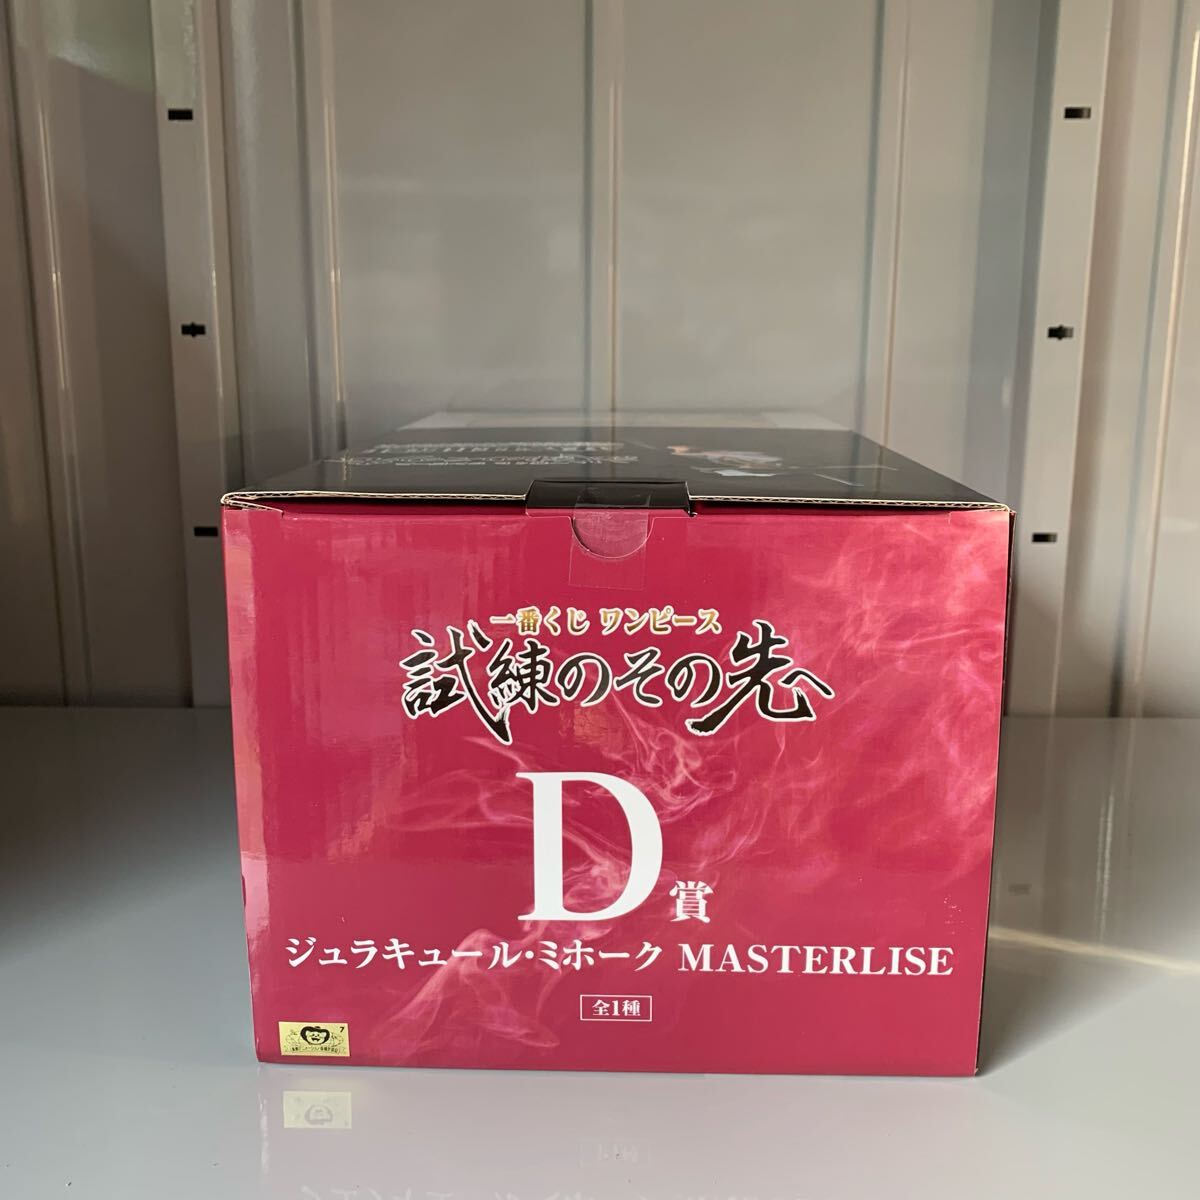 一番くじ ワンピース
試練のその先へ
D賞
ジュラキュール・ミホーク MASTERLISE
全1種
7